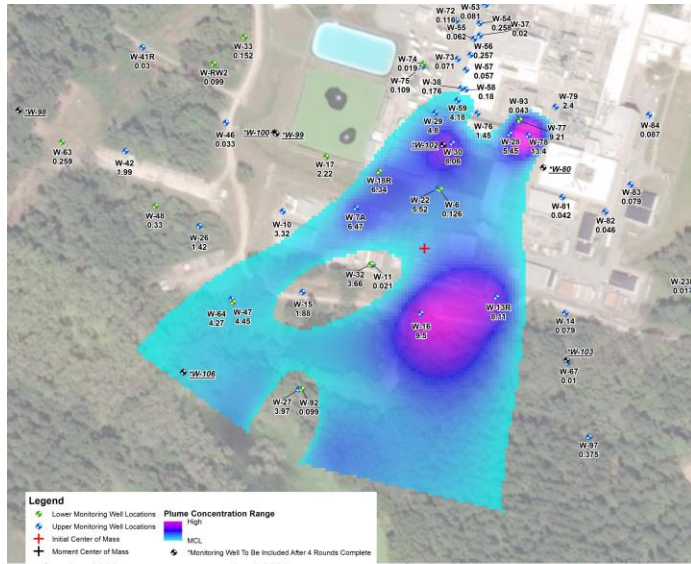 W-53
0.081
W-72
0.116
W-54
0.258
W-37
0.02
W-55
0.062
W-33
0.152
W-41R
0.03
W-56
0.257
W-74
0.019
W-73
0.071
W-RW2
0.099
W-57
0.057
W-75
0.109
W-38
0.176
W-58
0.18
*W-98
W-59
4.18
W-93
0.043
W-79
2.4
W-29
4.8
W-76
1.45
W-84
0.087
W-46
0.033
*W-100
*W-99
W-77
9.21
W-28
5.45
W-78
13.4
*W-102
W-30
8.06
W-63
0.259
W-42
1.99
W-17
2.22
*W-80
W-18R
6.34
W-83
0.079
W-22
5.52
W-6
0.126
W-81
0.042
W-82
0.046
W-48
0.33
W-7A
6.47
W-10
3.32
W-26
1.42
W-32
3.66
W-11
0.021
W-23
0.017
W-15
1.88
W-13R
8.11
W-64
4.27
W-47
4.45
W-16
9.5
W-14
0.079
*W-103
W-67
0.01
*W-106
W-27
3.97
W-92
0.099
W-97
0.375
Legend
Lower Monitoring Well Locations
Upper Monitoring Well Locations
Initial Center of Mass
Moment Center of Mass
Plume Concentration Range
High
MCL
*Monitoring Well To Be Included After 4 Rounds Complete